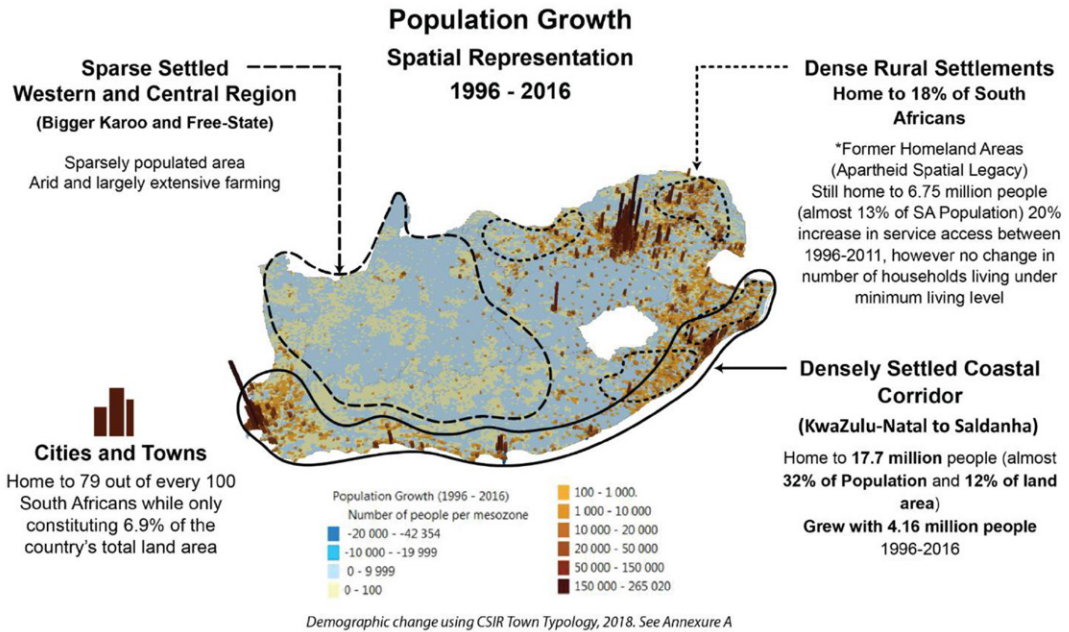 Population Growth
Spatial Representation
1996 - 2016
Sparse Settled
Western and Central Region
(Bigger Karoo and Free-State)
Sparsely populated area
Arid and largely extensive farming
Dense Rural Settlements
Home to 18% of South
Africans
*Former Homeland Areas
(Apartheid Spatial Legacy)
Still home to 6.75 million people
(almost 13% of SA Population) 20%
increase in service access between
1996-2011, however no change in
number of households living under
minimum living level
Cities and Towns
Home to 79 out of every 100
South Africans while only
constituting 6.9% of the
country's total land area
Densely Settled Coastal
Corridor
(KwaZulu-Natal to Saldanha)
Home to 17.7 million people (almost
32% of Population and 12% of land
area)
Grew with 4.16 million people
1996-2016
Population Growth (1996 - 2016)
Number of people per mesozone
-20 000 - -42 354
-10 000 - -19 999
0 - 9 999
0 - 100
100 - 1 000.
1 000 - 10 000
10 000 - 20 000
20 000 - 50 000
50 000 - 150 000
150 000 - 265 020
Demographic change using CSIR Town Typology, 2018. See Annexure A